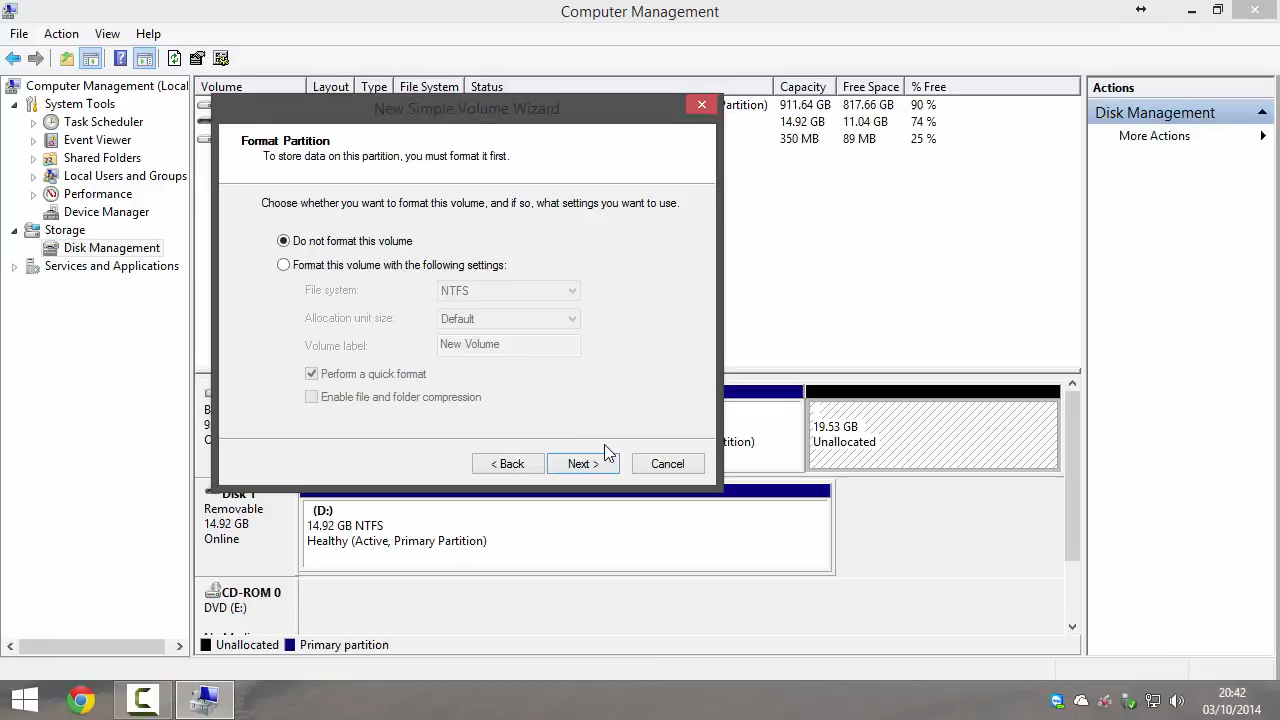 Computer Management
File Action View Help
Computer Management (Local
System Tools
Task Scheduler
Event Viewer
Shared Folders
Local Users and Groups
Performance
Device Manager
Storage
Disk Management
Services and Applications
Volume Layout Type File System Status Capacity Free Space % Free
Partition) 911.64 GB 817.66 GB 90 %
14.92 GB 11.04 GB 74 %
350 MB 89 MB 25 %
New Simple Volume Wizard
Format Partition
To store data on this partition, you must format it first.
Choose whether you want to format this volume, and if so, what settings you want to use.
Do not format this volume
Format this volume with the following settings:
File system: NTFS
Allocation unit size: Default
Volume label: New Volume
Perform a quick format
Enable file and folder compression
< Back Next > Cancel
B
9
O
tition)
19.53 GB
Unallocated
Disk 1
Removable
14.92 GB
Online
(D:)
14.92 GB NTFS
Healthy (Active, Primary Partition)
CD-ROM 0
DVD (E:)
Unallocated Primary partition
Actions
Disk Management
More Actions
20:42
03/10/2014